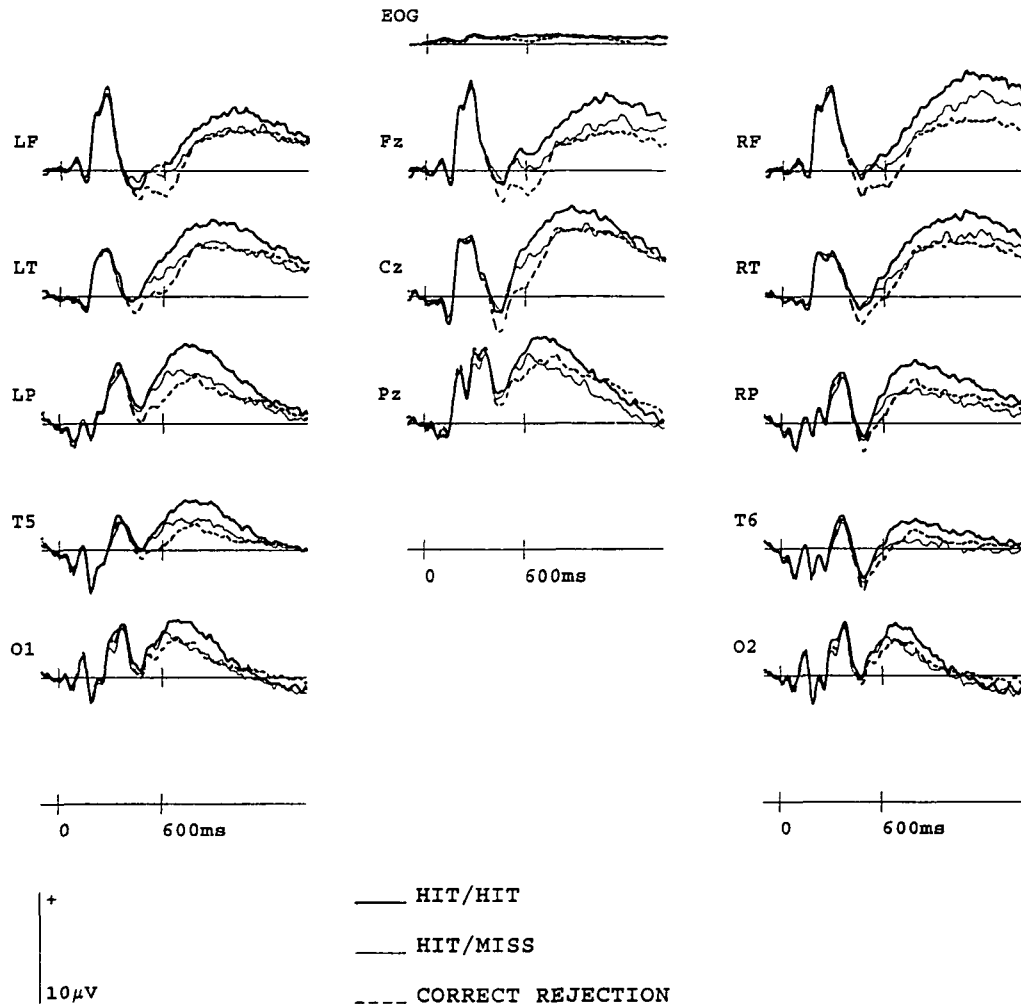 EOG
LF
Fz
RF
LT
Cz
RT
LP
Pz
RP
T5
T6
0 600ms
O1
O2
0 600ms
0 600ms
+
10μV
HIT/HIT
HIT/MISS
CORRECT REJECTION